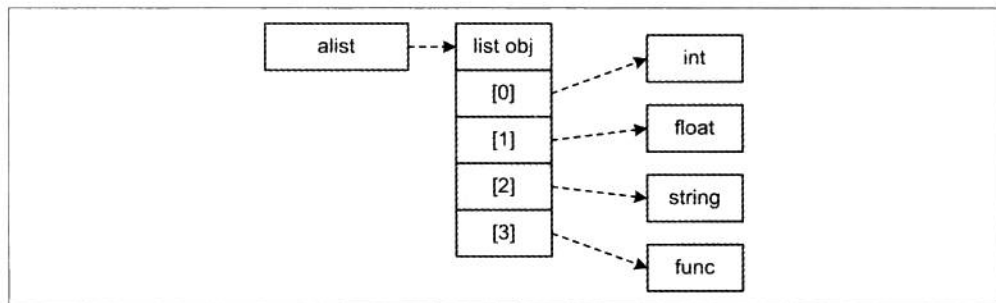 alist
list obj
[0]
[1]
[2]
[3]
int
float
string
func